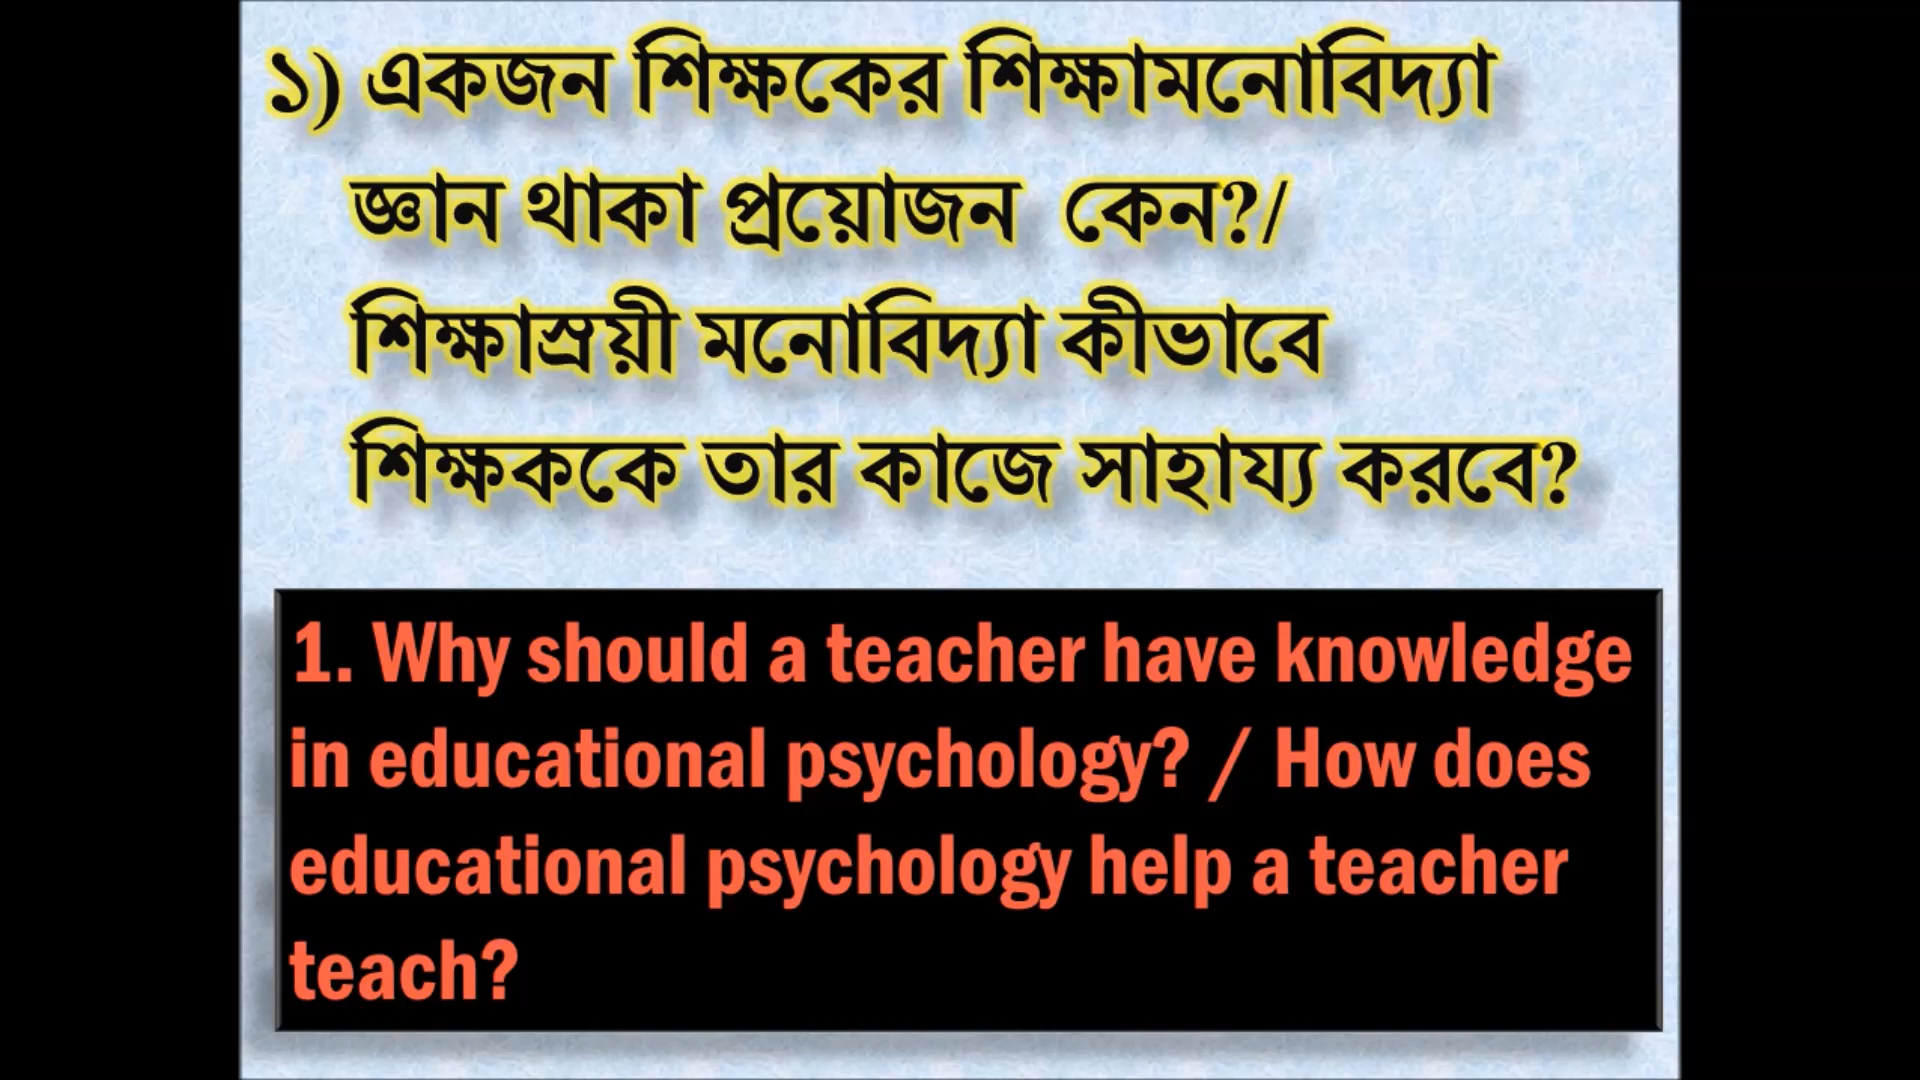 ১) একজন শিক্ষকের শিক্ষামনোবিদ্যা
জ্ঞান থাকা প্রয়োজন কেন?/
শিক্ষাস্রয়ী মনোবিদ্যা কীভাবে
শিক্ষককে তার কাজে সাহায্য করবে?
1. Why should a teacher have knowledge
in educational psychology? / How does
educational psychology help a teacher
teach?